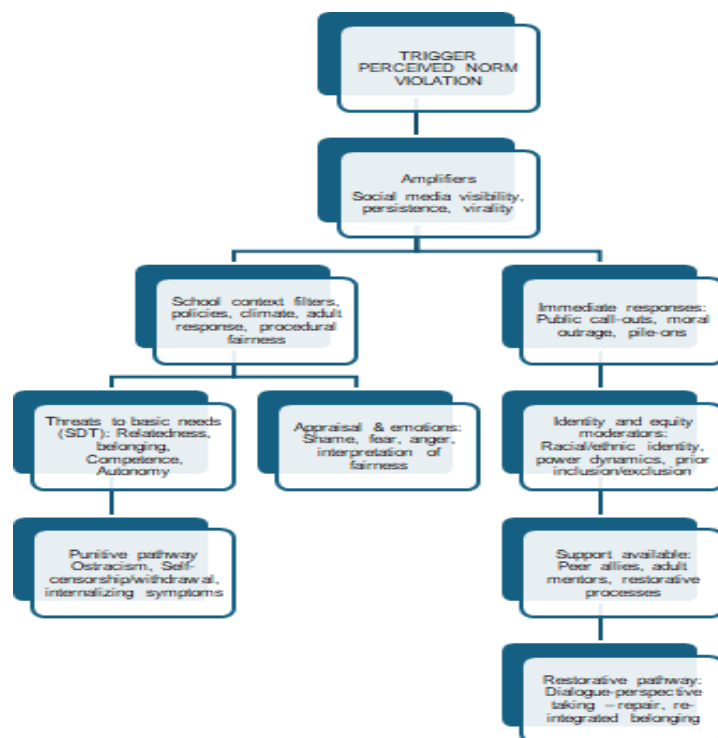 TRIGGER
PERCEIVED NORM
VIOLATION
Amplifiers
Social media visibility,
persistence, virality
School context filters,
policies, climate, adult
response, procedural
fairness
Immediate responses:
Public call-outs, moral
outrage, pile-ons
Threats to basic needs
(SDT): Relatedness,
belonging,
Competence,
Autonomy
Appraisal & emotions:
Shame, fear, anger,
interpretation of
fairness
Identity and equity
moderators:
Racial/ethnic identity,
power dynamics, prior
inclusion/exclusion
Punitive pathway
Ostracism, Self-
censorship/withdrawal,
internalizing symptoms
Support available:
Peer allies, adult
mentors, restorative
processes
Restorative pathway:
Dialogue-perspective
taking – repair, re-
integrated belonging